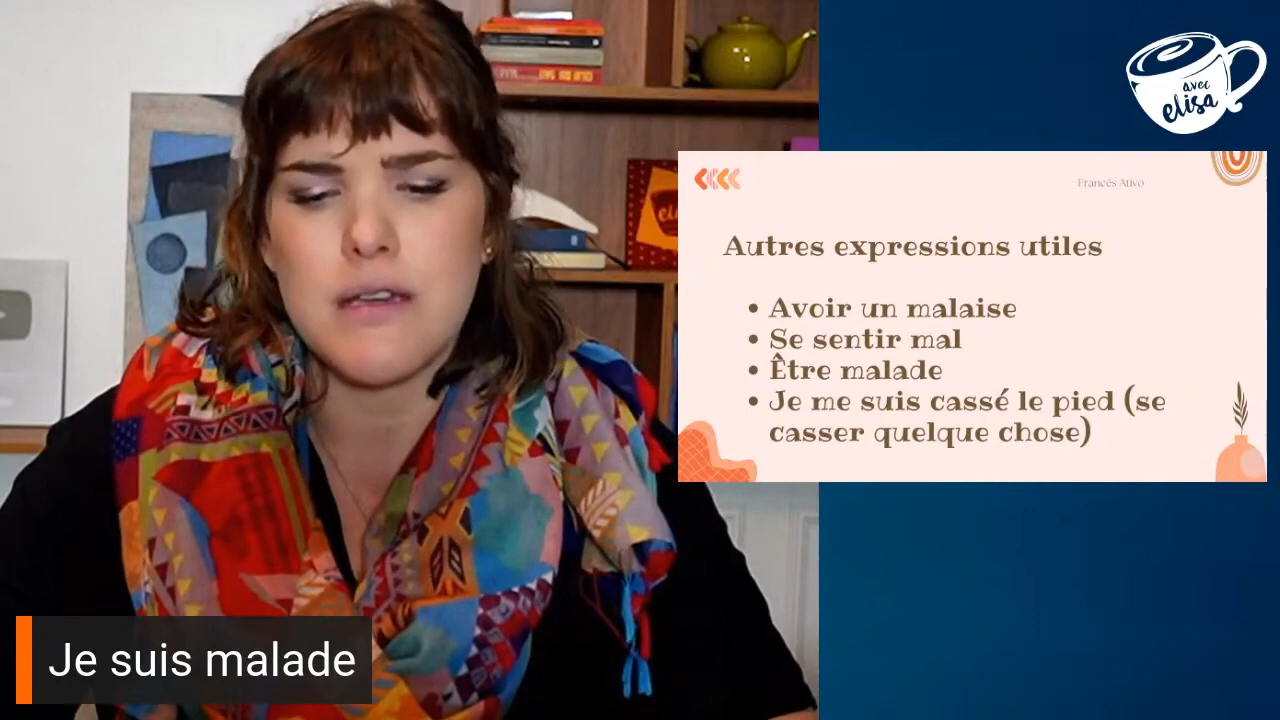 avec
elisa
Francês Ativo
Autres expressions utiles
• Avoir un malaise
• Se sentir mal
• Être malade
• Je me suis cassé le pied (se
casser quelque chose)
Je suis malade